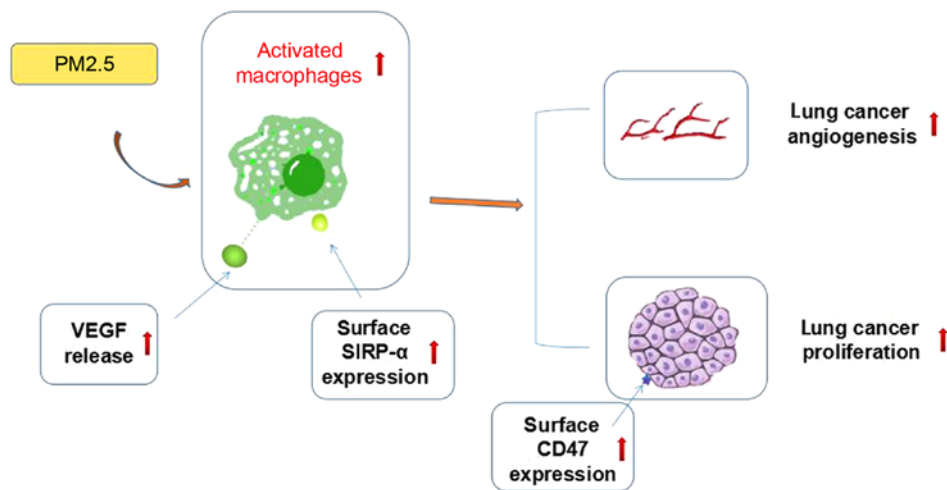 PM2.5
Activated
macrophages
VEGF
release
Surface
SIRP-α
expression
Lung cancer
angiogenesis
Lung cancer
proliferation
Surface
CD47
expression